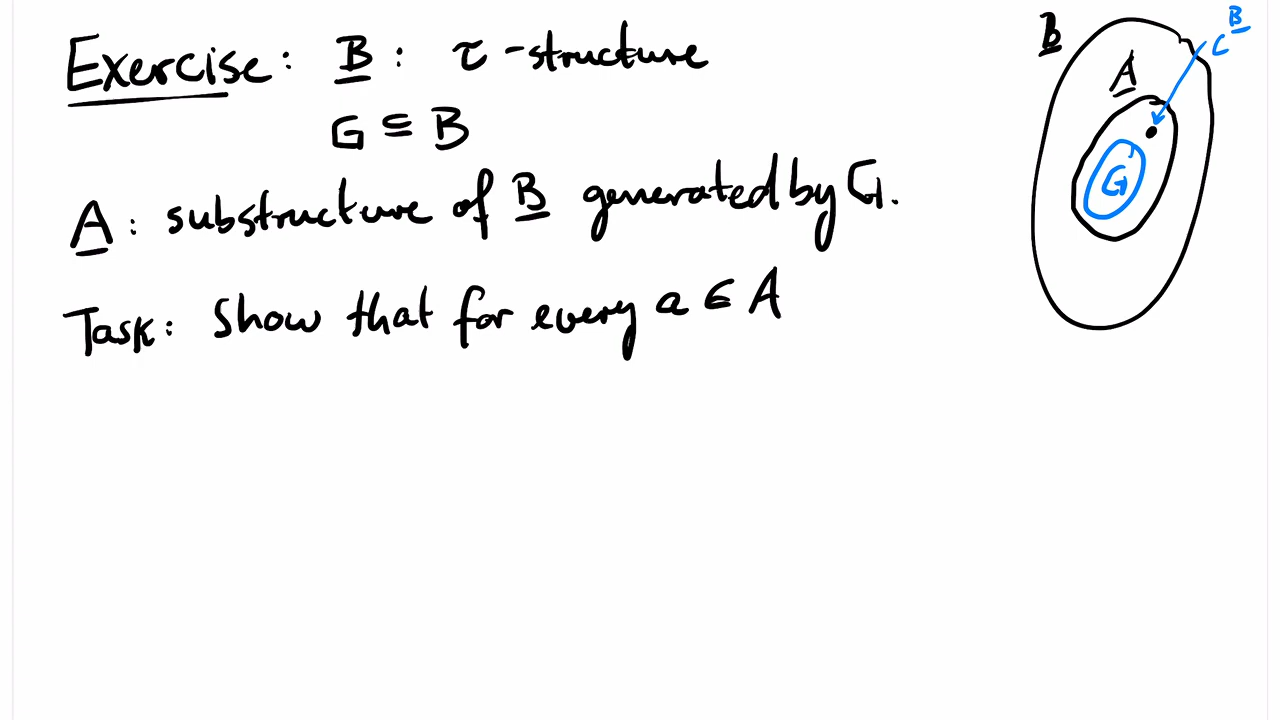 Exercise: B: τ-structure
G ⊆ B
A: substructure of B generated by G.
Task: Show that for every a ∈ A
B
A
G
c^B